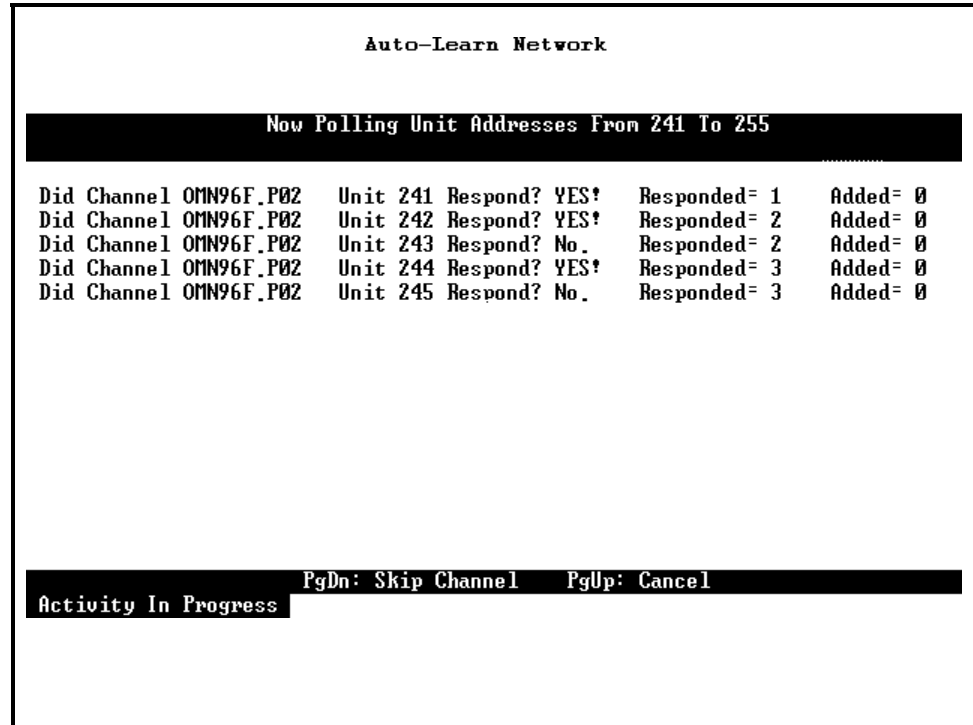 Auto-Learn Network
Now Polling Unit Addresses From 241 To 255
Did Channel OMN96F.P02 Unit 241 Respond? YES! Responded= 1 Added= 0
Did Channel OMN96F.P02 Unit 242 Respond? YES! Responded= 2 Added= 0
Did Channel OMN96F.P02 Unit 243 Respond? No. Responded= 2 Added= 0
Did Channel OMN96F.P02 Unit 244 Respond? YES! Responded= 3 Added= 0
Did Channel OMN96F.P02 Unit 245 Respond? No. Responded= 3 Added= 0
PgDn: Skip Channel PgUp: Cancel
Activity In Progress